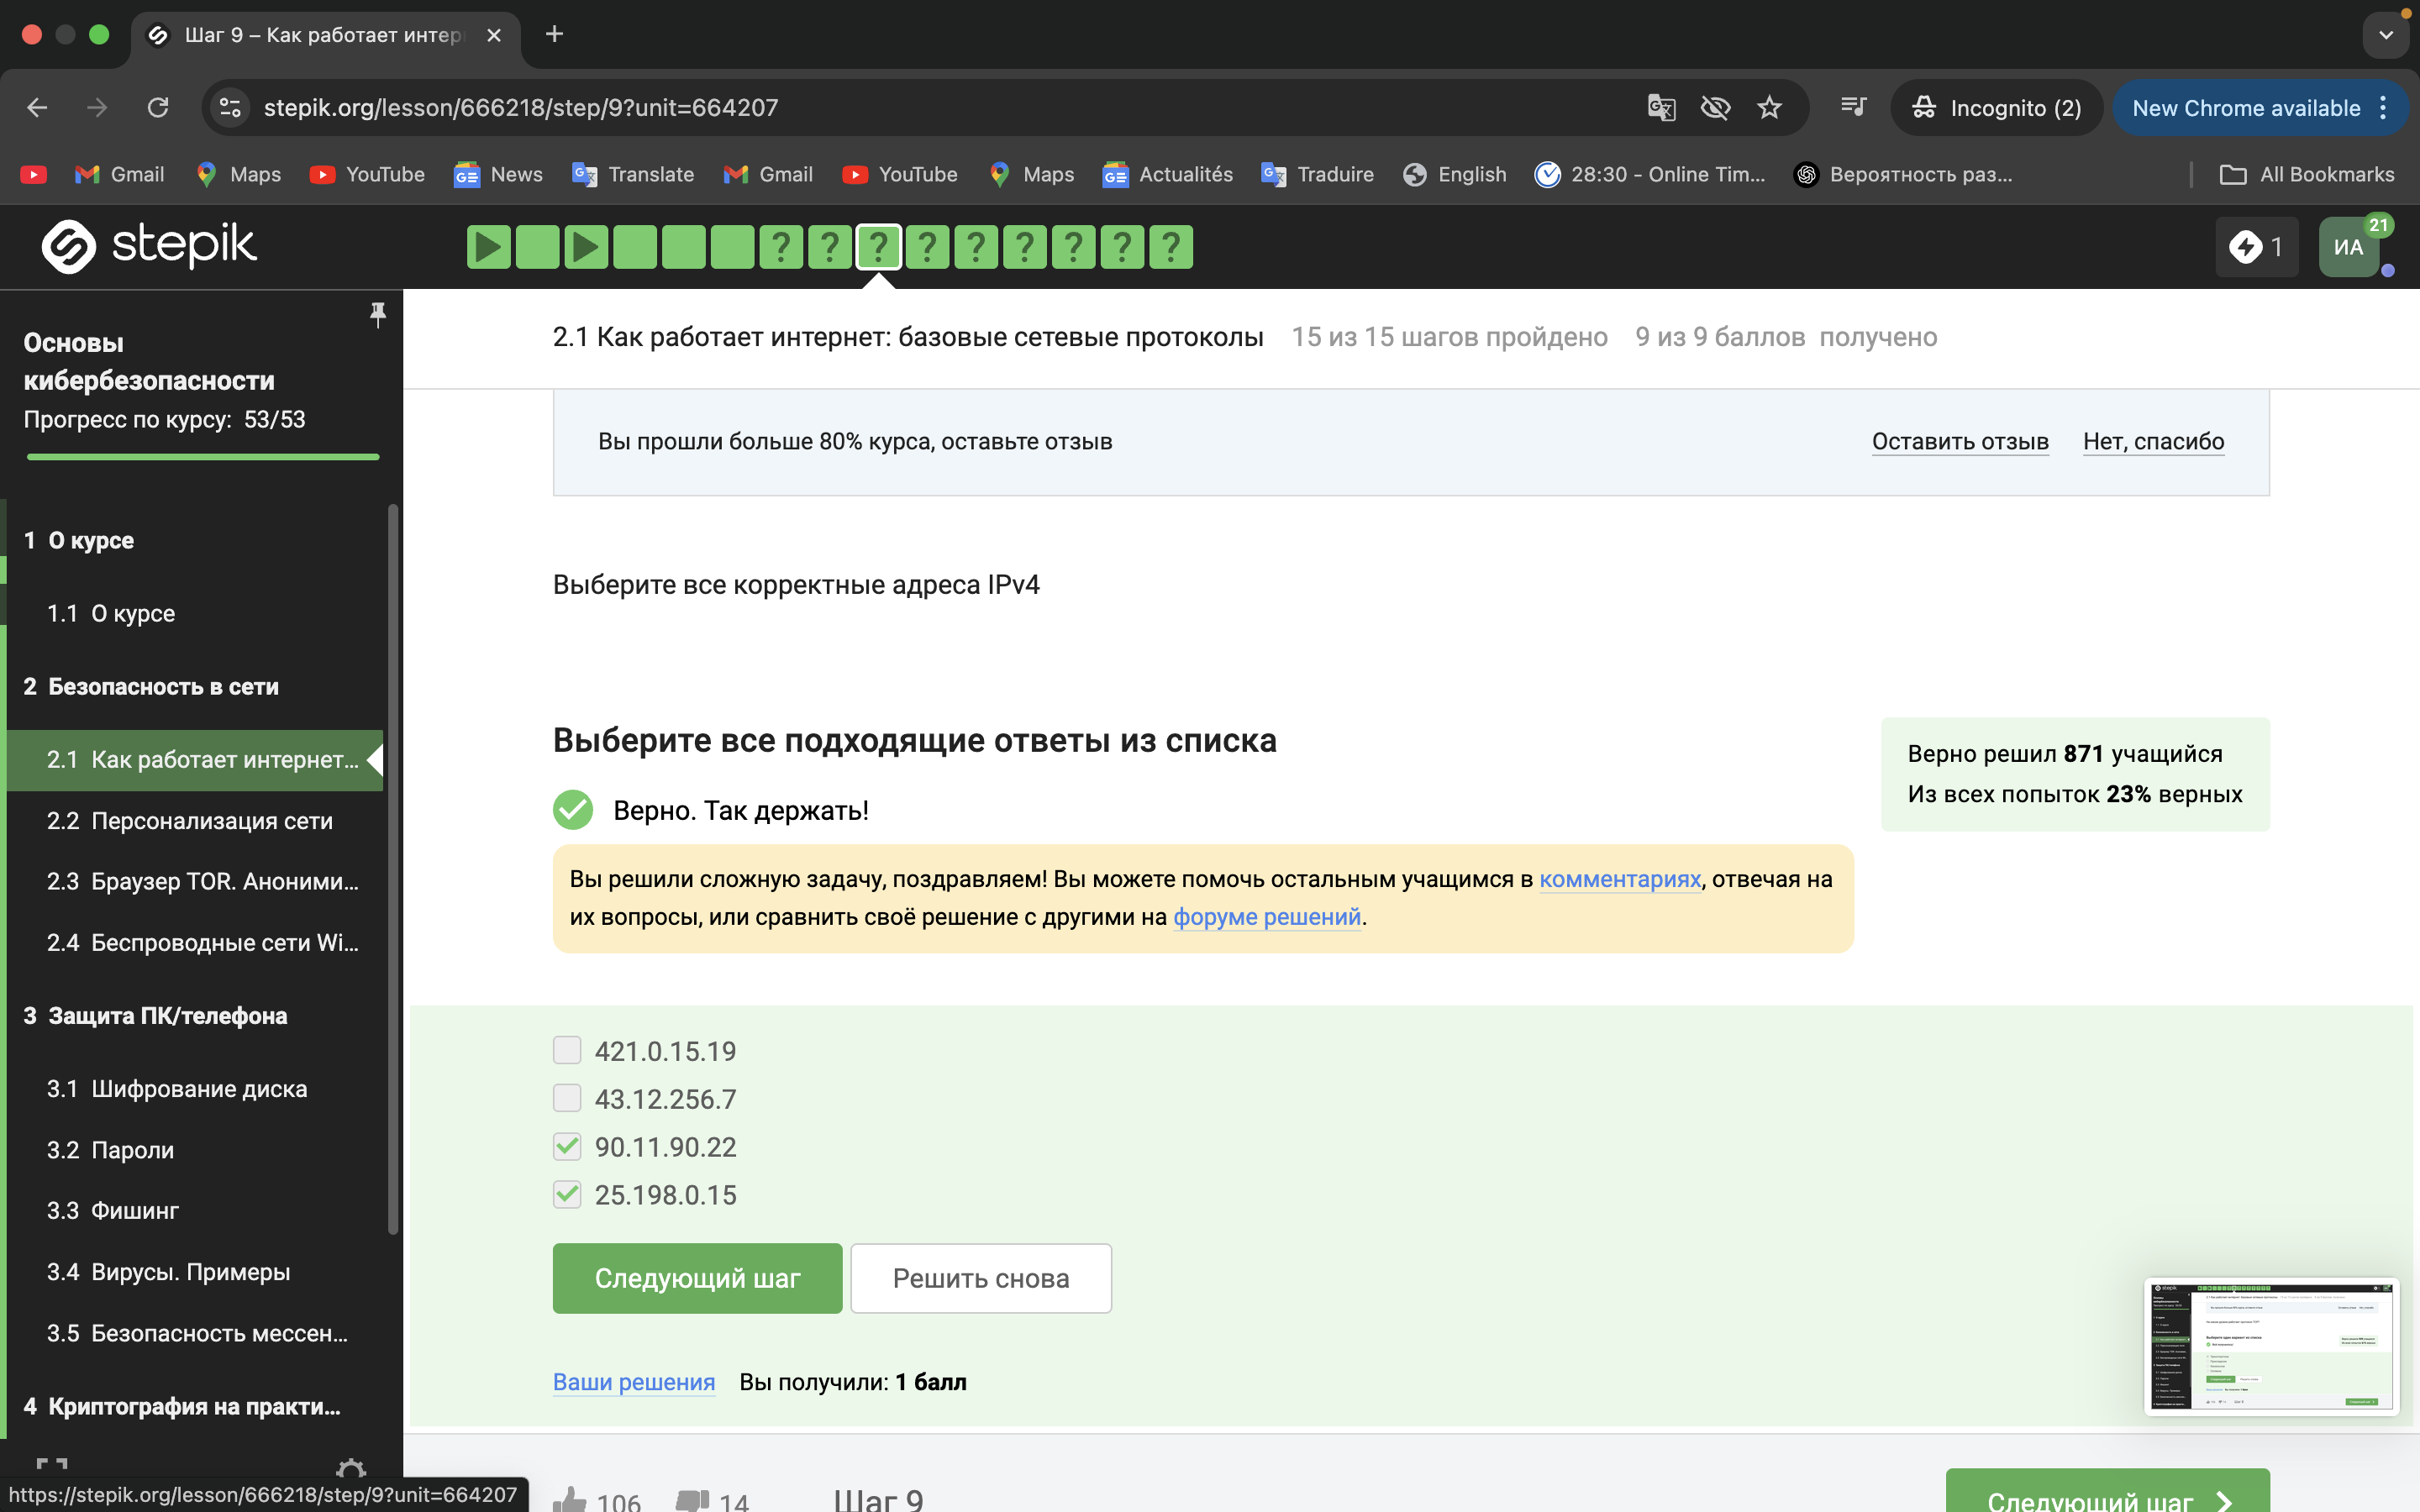 Шаг 9 – Как работает интер
stepik.org/lesson/666218/step/9?unit=664207
Incognito (2)
New Chrome available
Gmail
Maps
YouTube
News
Translate
Gmail
YouTube
Maps
Actualités
Traduire
English
28:30 - Online Tim...
Вероятность раз...
All Bookmarks
stepik
? ? ? ? ? ? ? ? ?
1
ИА
21
Основы
кибербезопасности
Прогресс по курсу: 53/53
1 О курсе
1.1 О курсе
2 Безопасность в сети
2.1 Как работает интернет...
2.2 Персонализация сети
2.3 Браузер TOR. Аноними...
2.4 Беспроводные сети Wi...
3 Защита ПК/телефона
3.1 Шифрование диска
3.2 Пароли
3.3 Фишинг
3.4 Вирусы. Примеры
3.5 Безопасность мессен...
4 Криптография на практи...
https://stepik.org/lesson/666218/step/9?unit=664207
2.1 Как работает интернет: базовые сетевые протоколы 15 из 15 шагов пройдено 9 из 9 баллов получено
Вы прошли больше 80% курса, оставьте отзыв
Оставить отзыв
Нет, спасибо
Выберите все корректные адреса IPv4
Выберите все подходящие ответы из списка
Верно. Так держать!
Верно решил 871 учащийся
Из всех попыток 23% верных
Вы решили сложную задачу, поздравляем! Вы можете помочь остальным учащимся в комментариях, отвечая на
их вопросы, или сравнить своё решение с другими на форуме решений.
421.0.15.19
43.12.256.7
90.11.90.22
25.198.0.15
Следующий шаг
Решить снова
Ваши решения
Вы получили: 1 балл
106
14
Шаг 9
Следующий шаг